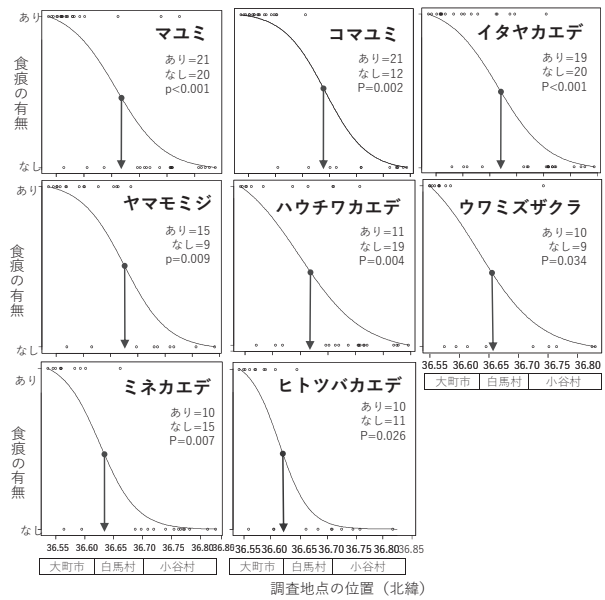 マユミ
あり=21
なし=20
p<0.001
あり
なし
食痕の有無
コマユミ
あり=21
なし=12
P=0.002
イタヤカエデ
あり=19
なし=20
P<0.001
ヤマモミジ
あり=15
なし=9
p=0.009
あり
なし
食痕の有無
ハウチワカエデ
あり=11
なし=19
P=0.004
ウワミズザクラ
あり=10
なし=9
P=0.034
36.55 36.60 36.65 36.70 36.75 36.80
大町市 白馬村 小谷村
ミネカエデ
あり=10
なし=15
P=0.007
あり
なし
食痕の有無
ヒトツバカエデ
あり=10
なし=11
P=0.026
36.55 36.60 36.65 36.70 36.75 36.80 36.85
36.55 36.60 36.65 36.70 36.75 36.80 36.85
大町市 白馬村 小谷村
大町市 白馬村 小谷村
調査地点の位置（北緯）